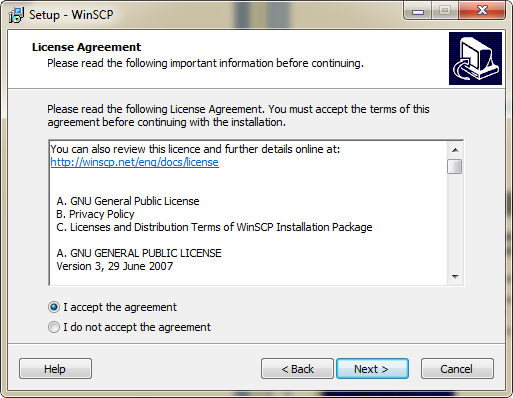 Setup - WinSCP
License Agreement
Please read the following important information before continuing.
Please read the following License Agreement. You must accept the terms of this
agreement before continuing with the installation.
You can also review this licence and further details online at:
http://winscp.net/eng/docs/license
A. GNU General Public License
B. Privacy Policy
C. Licenses and Distribution Terms of WinSCP Installation Package
A. GNU GENERAL PUBLIC LICENSE
Version 3, 29 June 2007
I accept the agreement
I do not accept the agreement
Help
< Back
Next >
Cancel